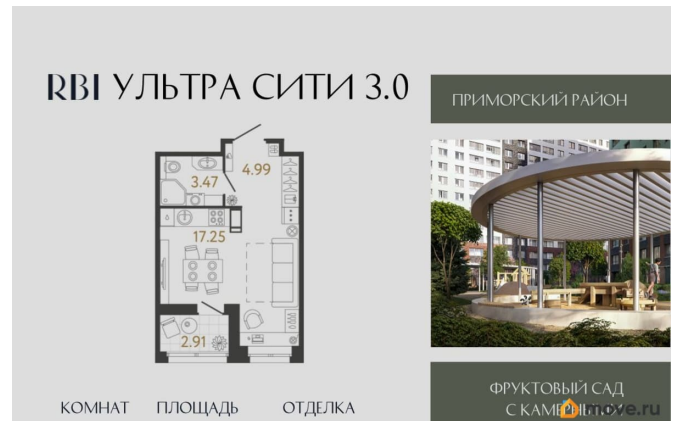 RBI УЛЬТРА СИТИ 3.0
ПРИМОРСКИЙ РАЙОН
3.47
4.99
17.25
2.91
КОМНАТ ПЛОЩАДЬ ОТДЕЛКА
ФРУКТОВЫЙ САД
С
move.ru